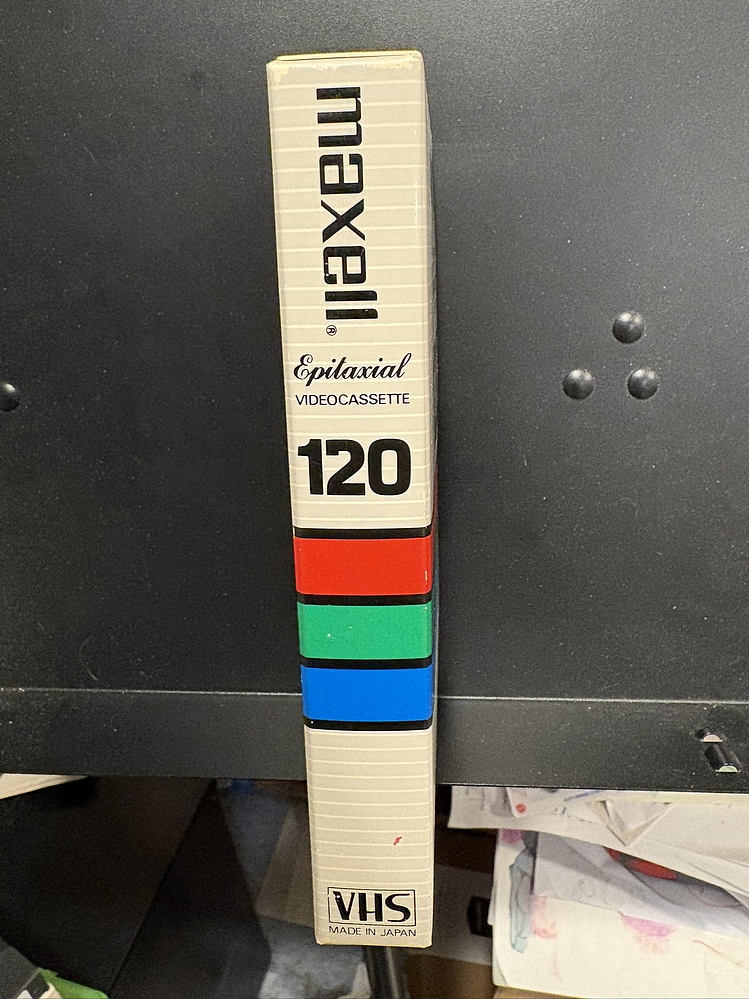 maxell®
Epitaxial
VIDEOCASSETTE
120
VHS
MADE IN JAPAN